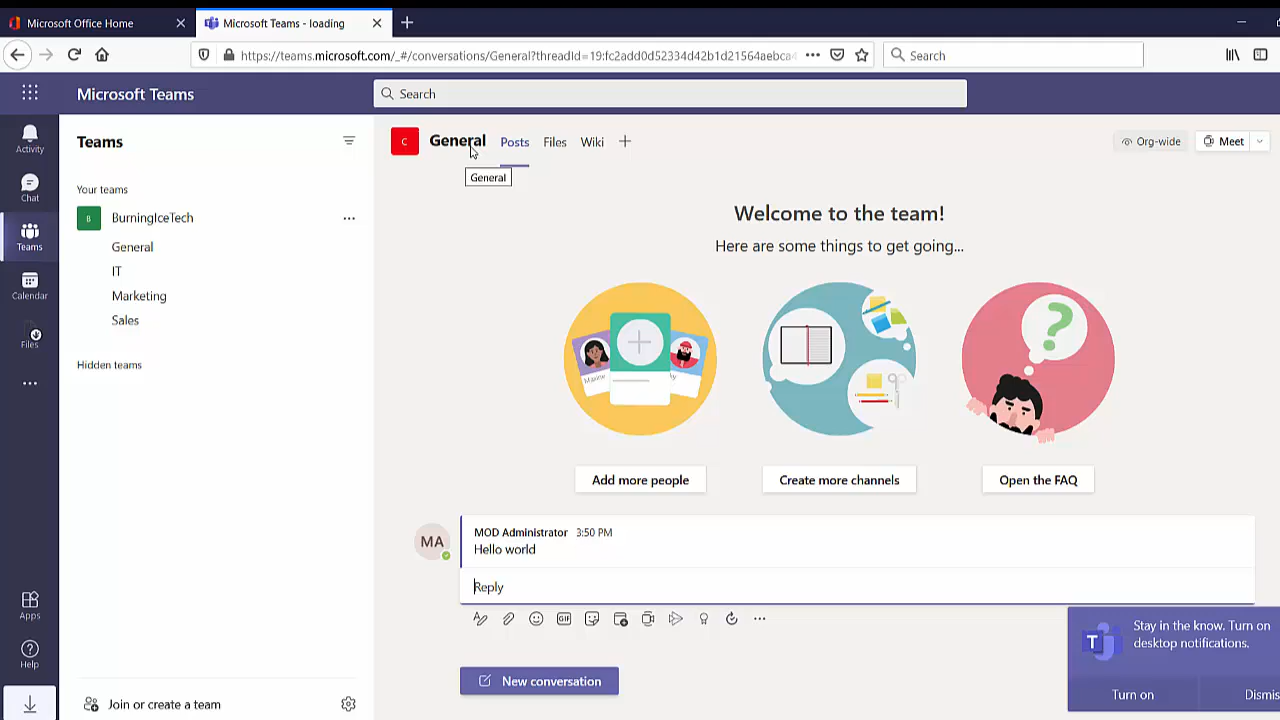 Microsoft Office Home
Microsoft Teams - loading
https://teams.microsoft.com/_#/conversations/General?threadId=19:fc2add0d52334d42b1d21564aebca4
Search
Microsoft Teams
Search
Activity
Chat
Teams
Calendar
Files
Apps
Help
Teams
Your teams
B
BurningIceTech
General
IT
Marketing
Sales
Hidden teams
Join or create a team
C
General
Posts
Files
Wiki
Org-wide
Meet
General
Welcome to the team!
Here are some things to get going...
Maxine
Add more people
Create more channels
Open the FAQ
MA
MOD Administrator 3:50 PM
Hello world
Reply
GIF
New conversation
T
Stay in the know. Turn on
desktop notifications.
Turn on
Dismis